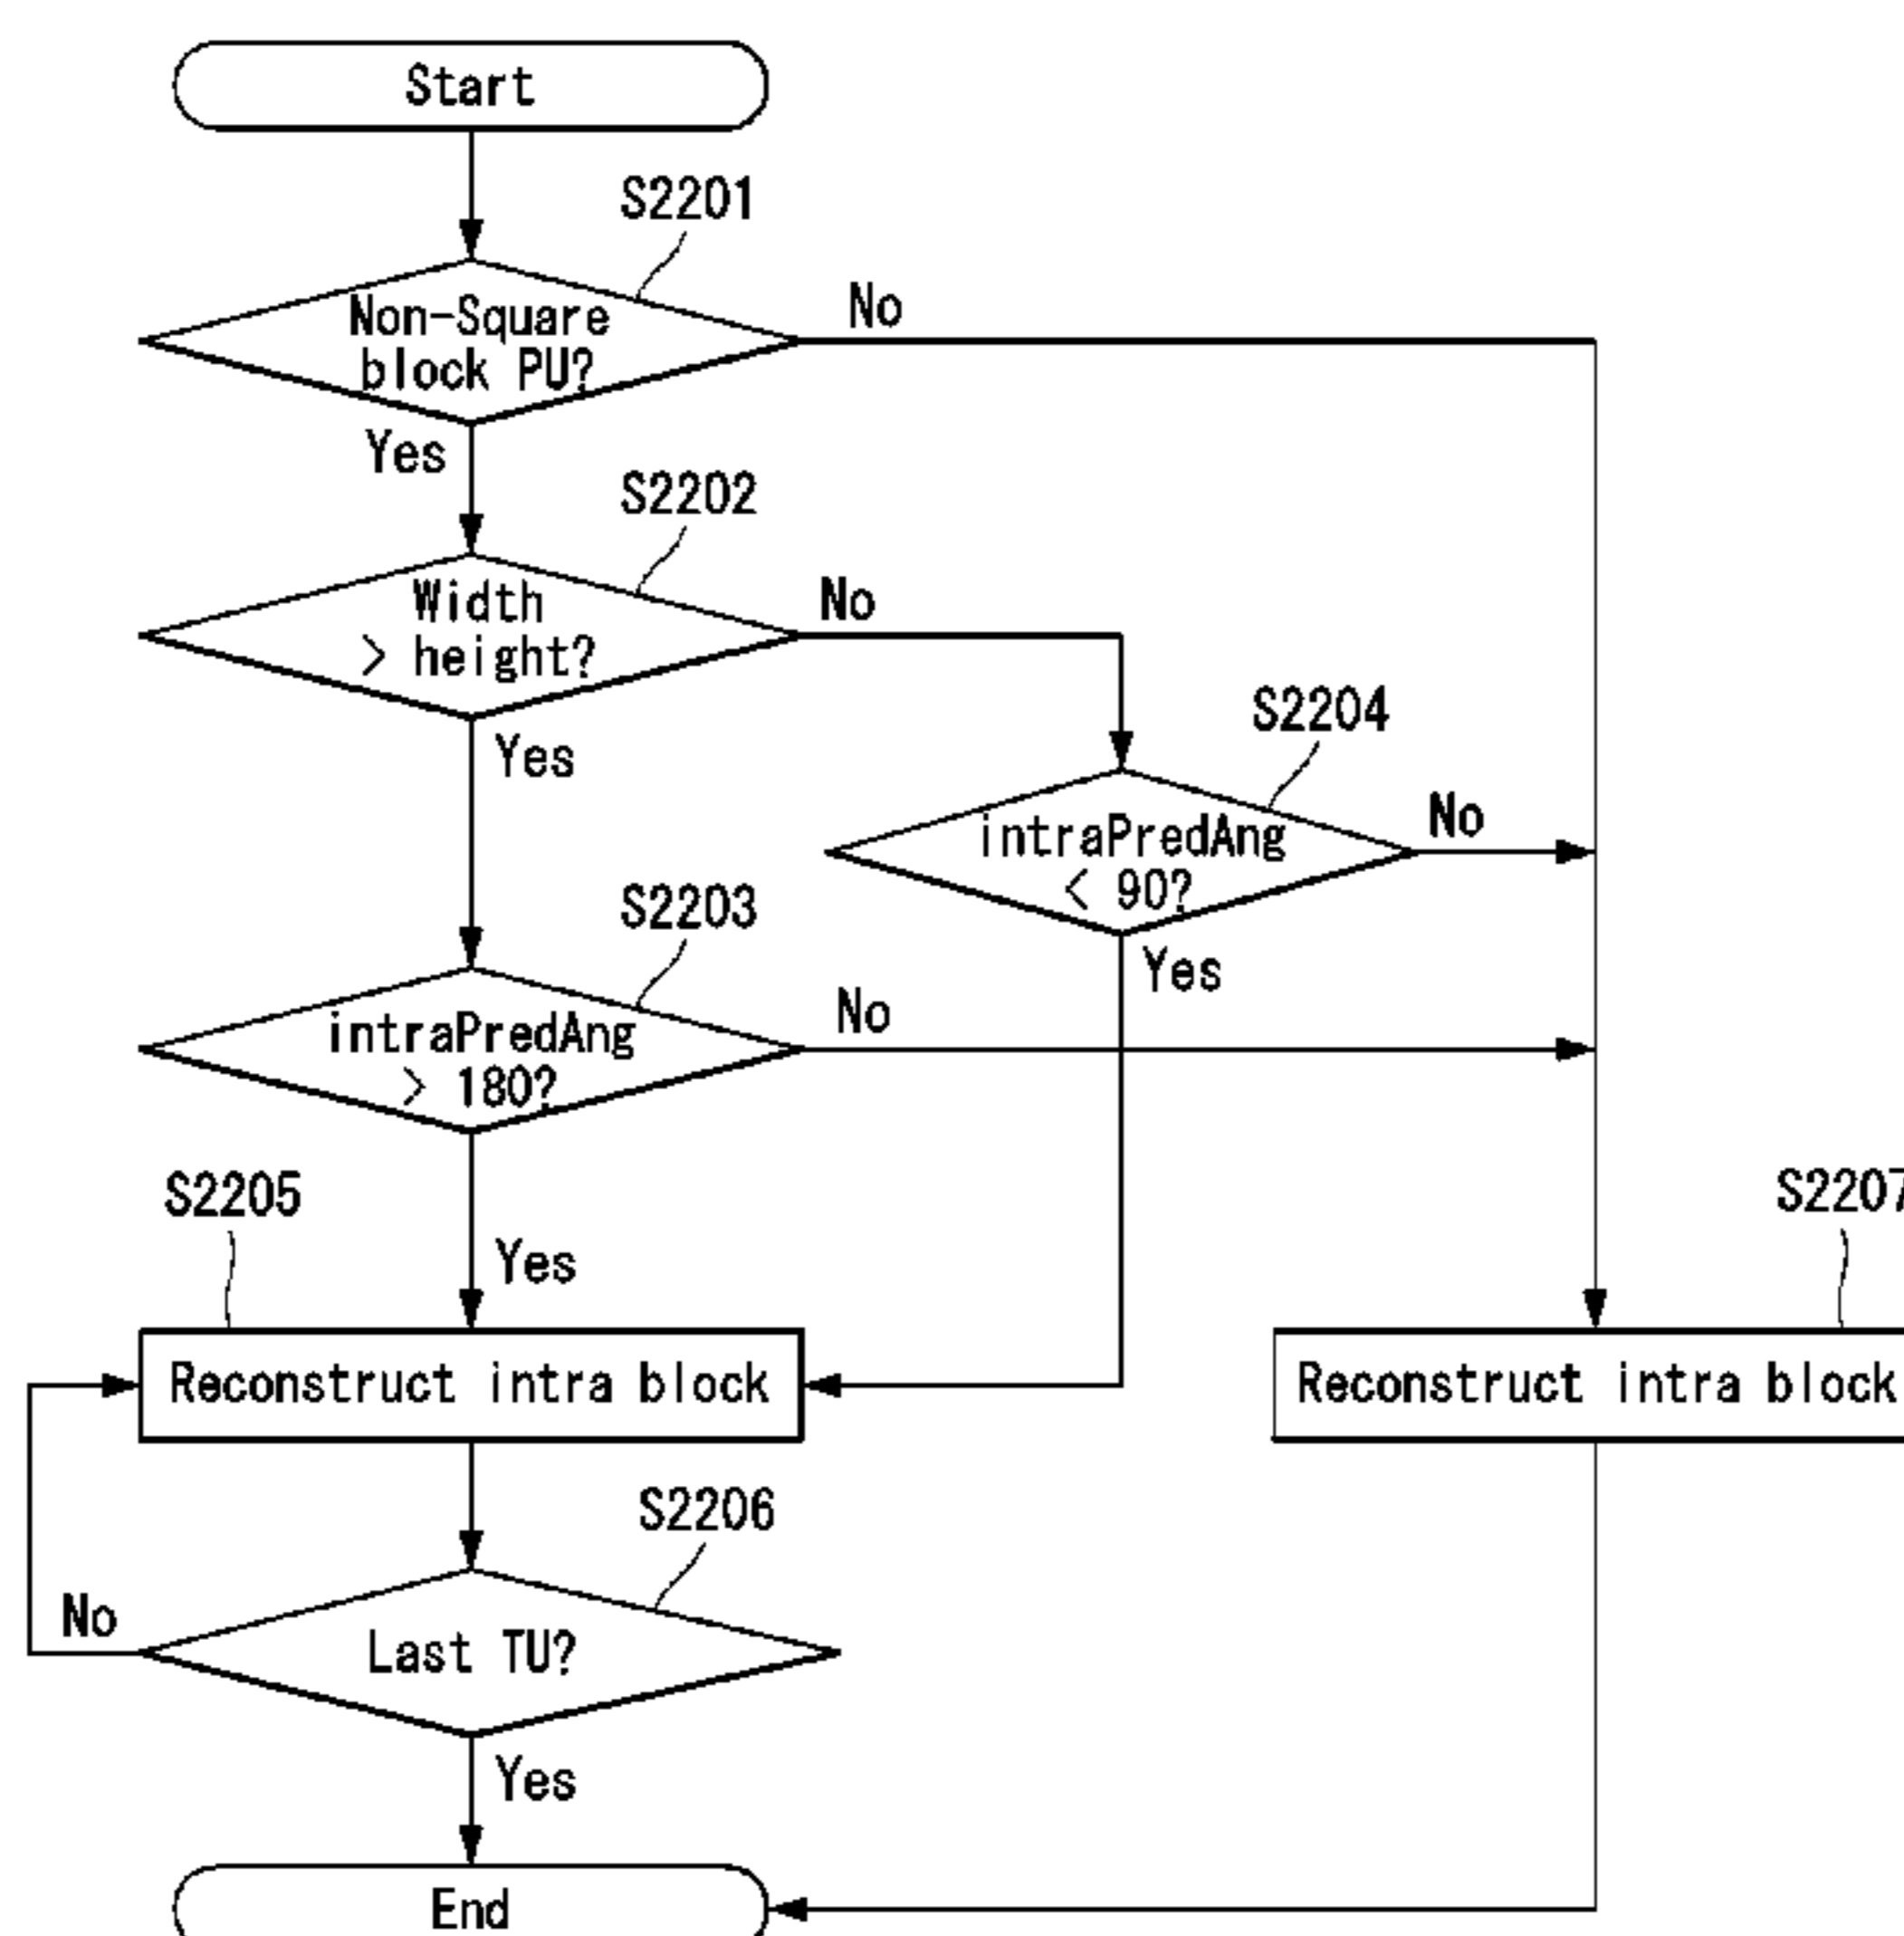 Start
S2201
Non-Square
block PU?
No
Yes
S2202
Width
> height?
No
Yes
S2204
intraPredAng
< 90?
No
Yes
S2203
intraPredAng
> 180?
No
Yes
S2205
Reconstruct intra block
S2207
Reconstruct intra block
S2206
Last TU?
No
Yes
End